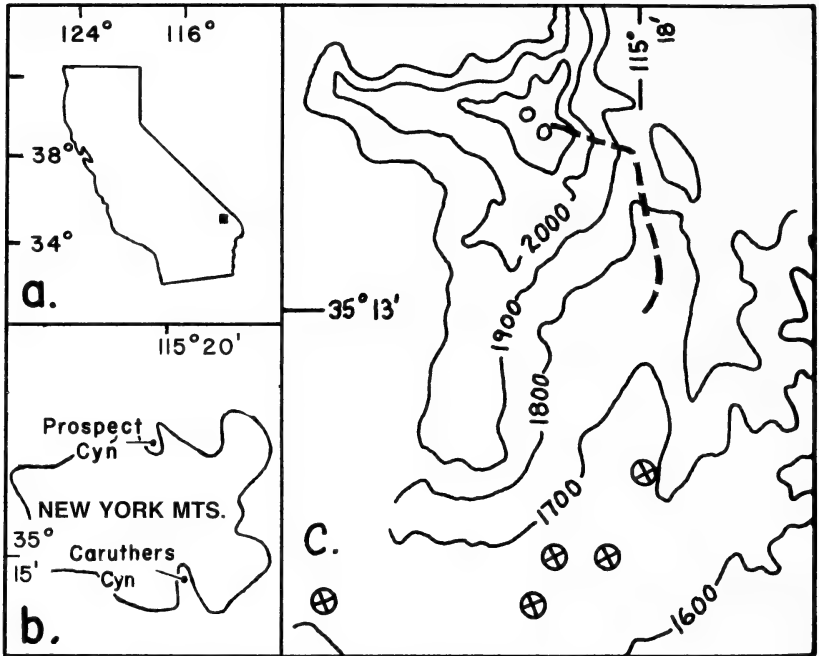 124° 116°
38°
34°
a.
115°20'
Prospect
Cyn
NEW YORK MTS.
35°
15'
Caruthers
Cyn
b.
115°
18'
2000
35°13'
1900
1800
1700
1600
c.